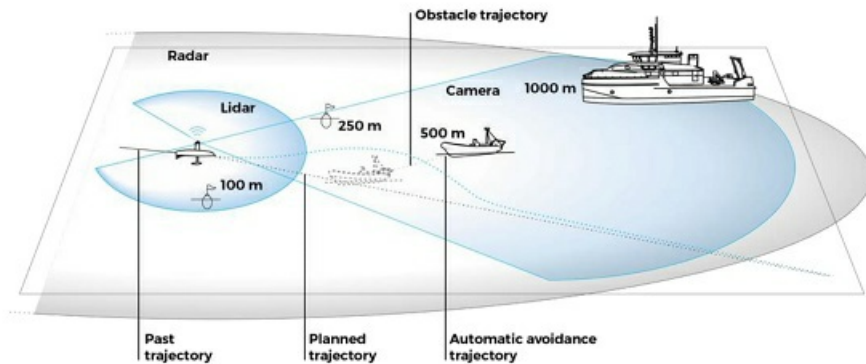 Obstacle trajectory
Radar
Lidar
Camera
1000 m
250 m
500 m
100 m
Past
trajectory
Planned
trajectory
Automatic avoidance
trajectory